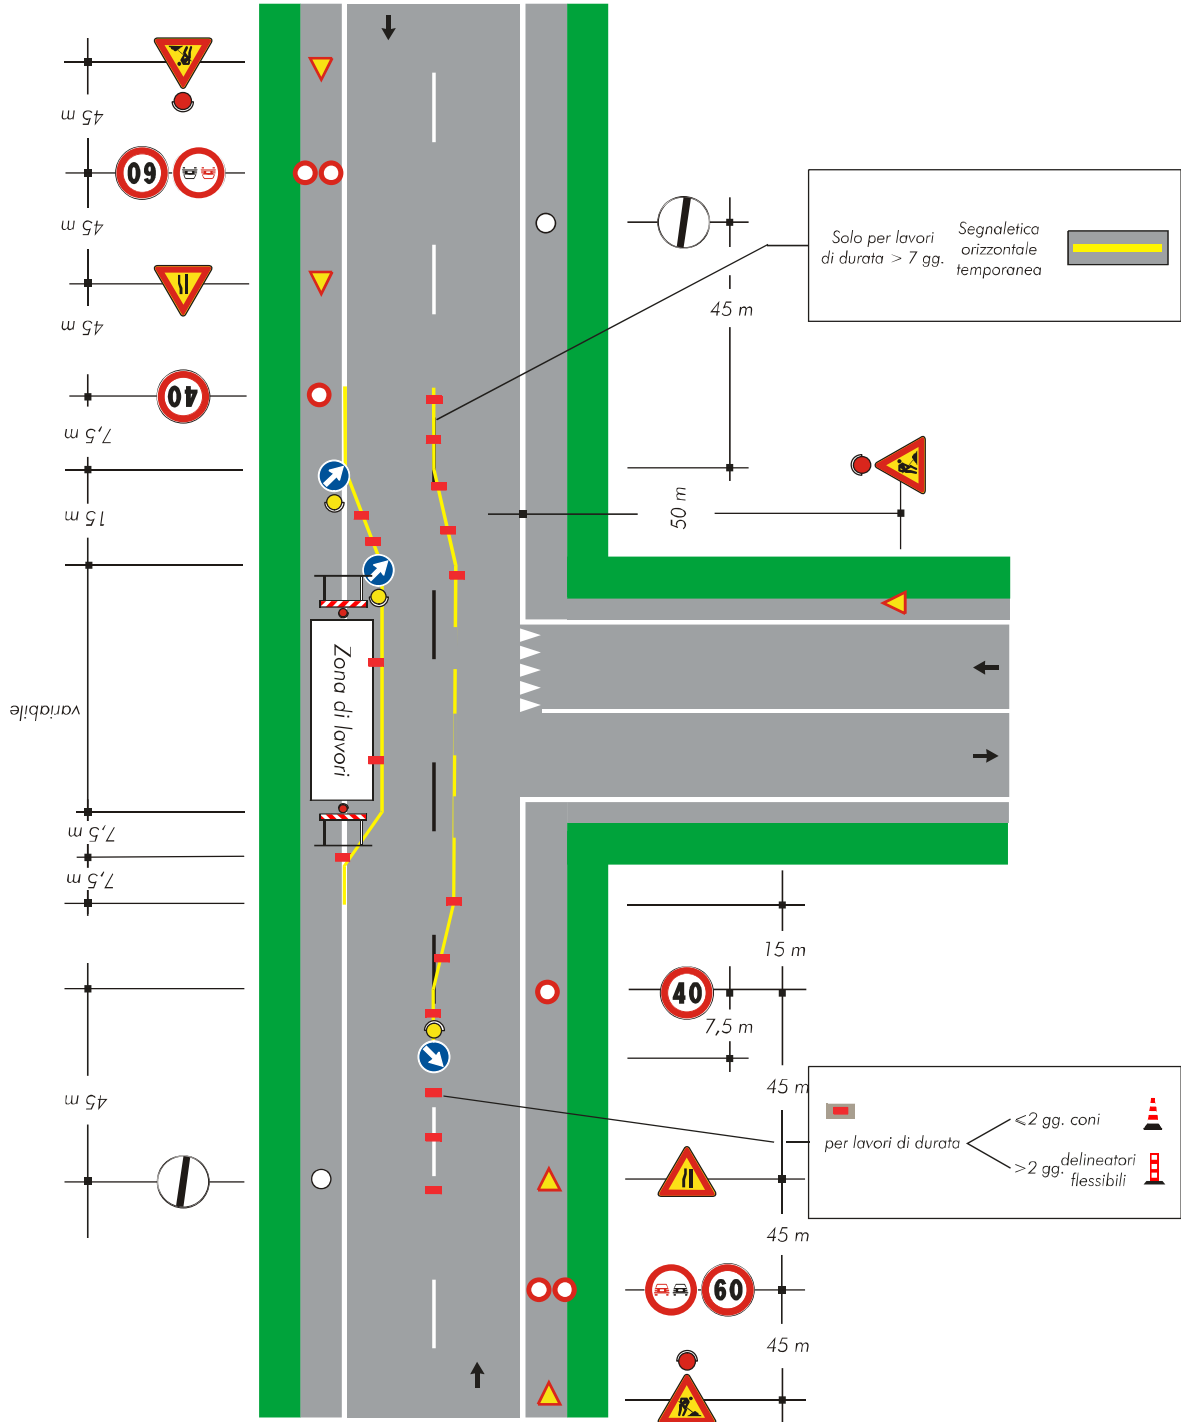 45 m
60
45 m
45 m
40
7,5 m
15 m
variabile
7,5 m
7,5 m
45 m
Zona di lavori
45 m
50 m
Solo per lavori
di durata > 7 gg.
Segnaletica
orizzontale
temporanea
15 m
40
7,5 m
45 m
per lavori di durata
≤2 gg. coni
>2 gg. delineatori
flessibili
45 m
60
45 m